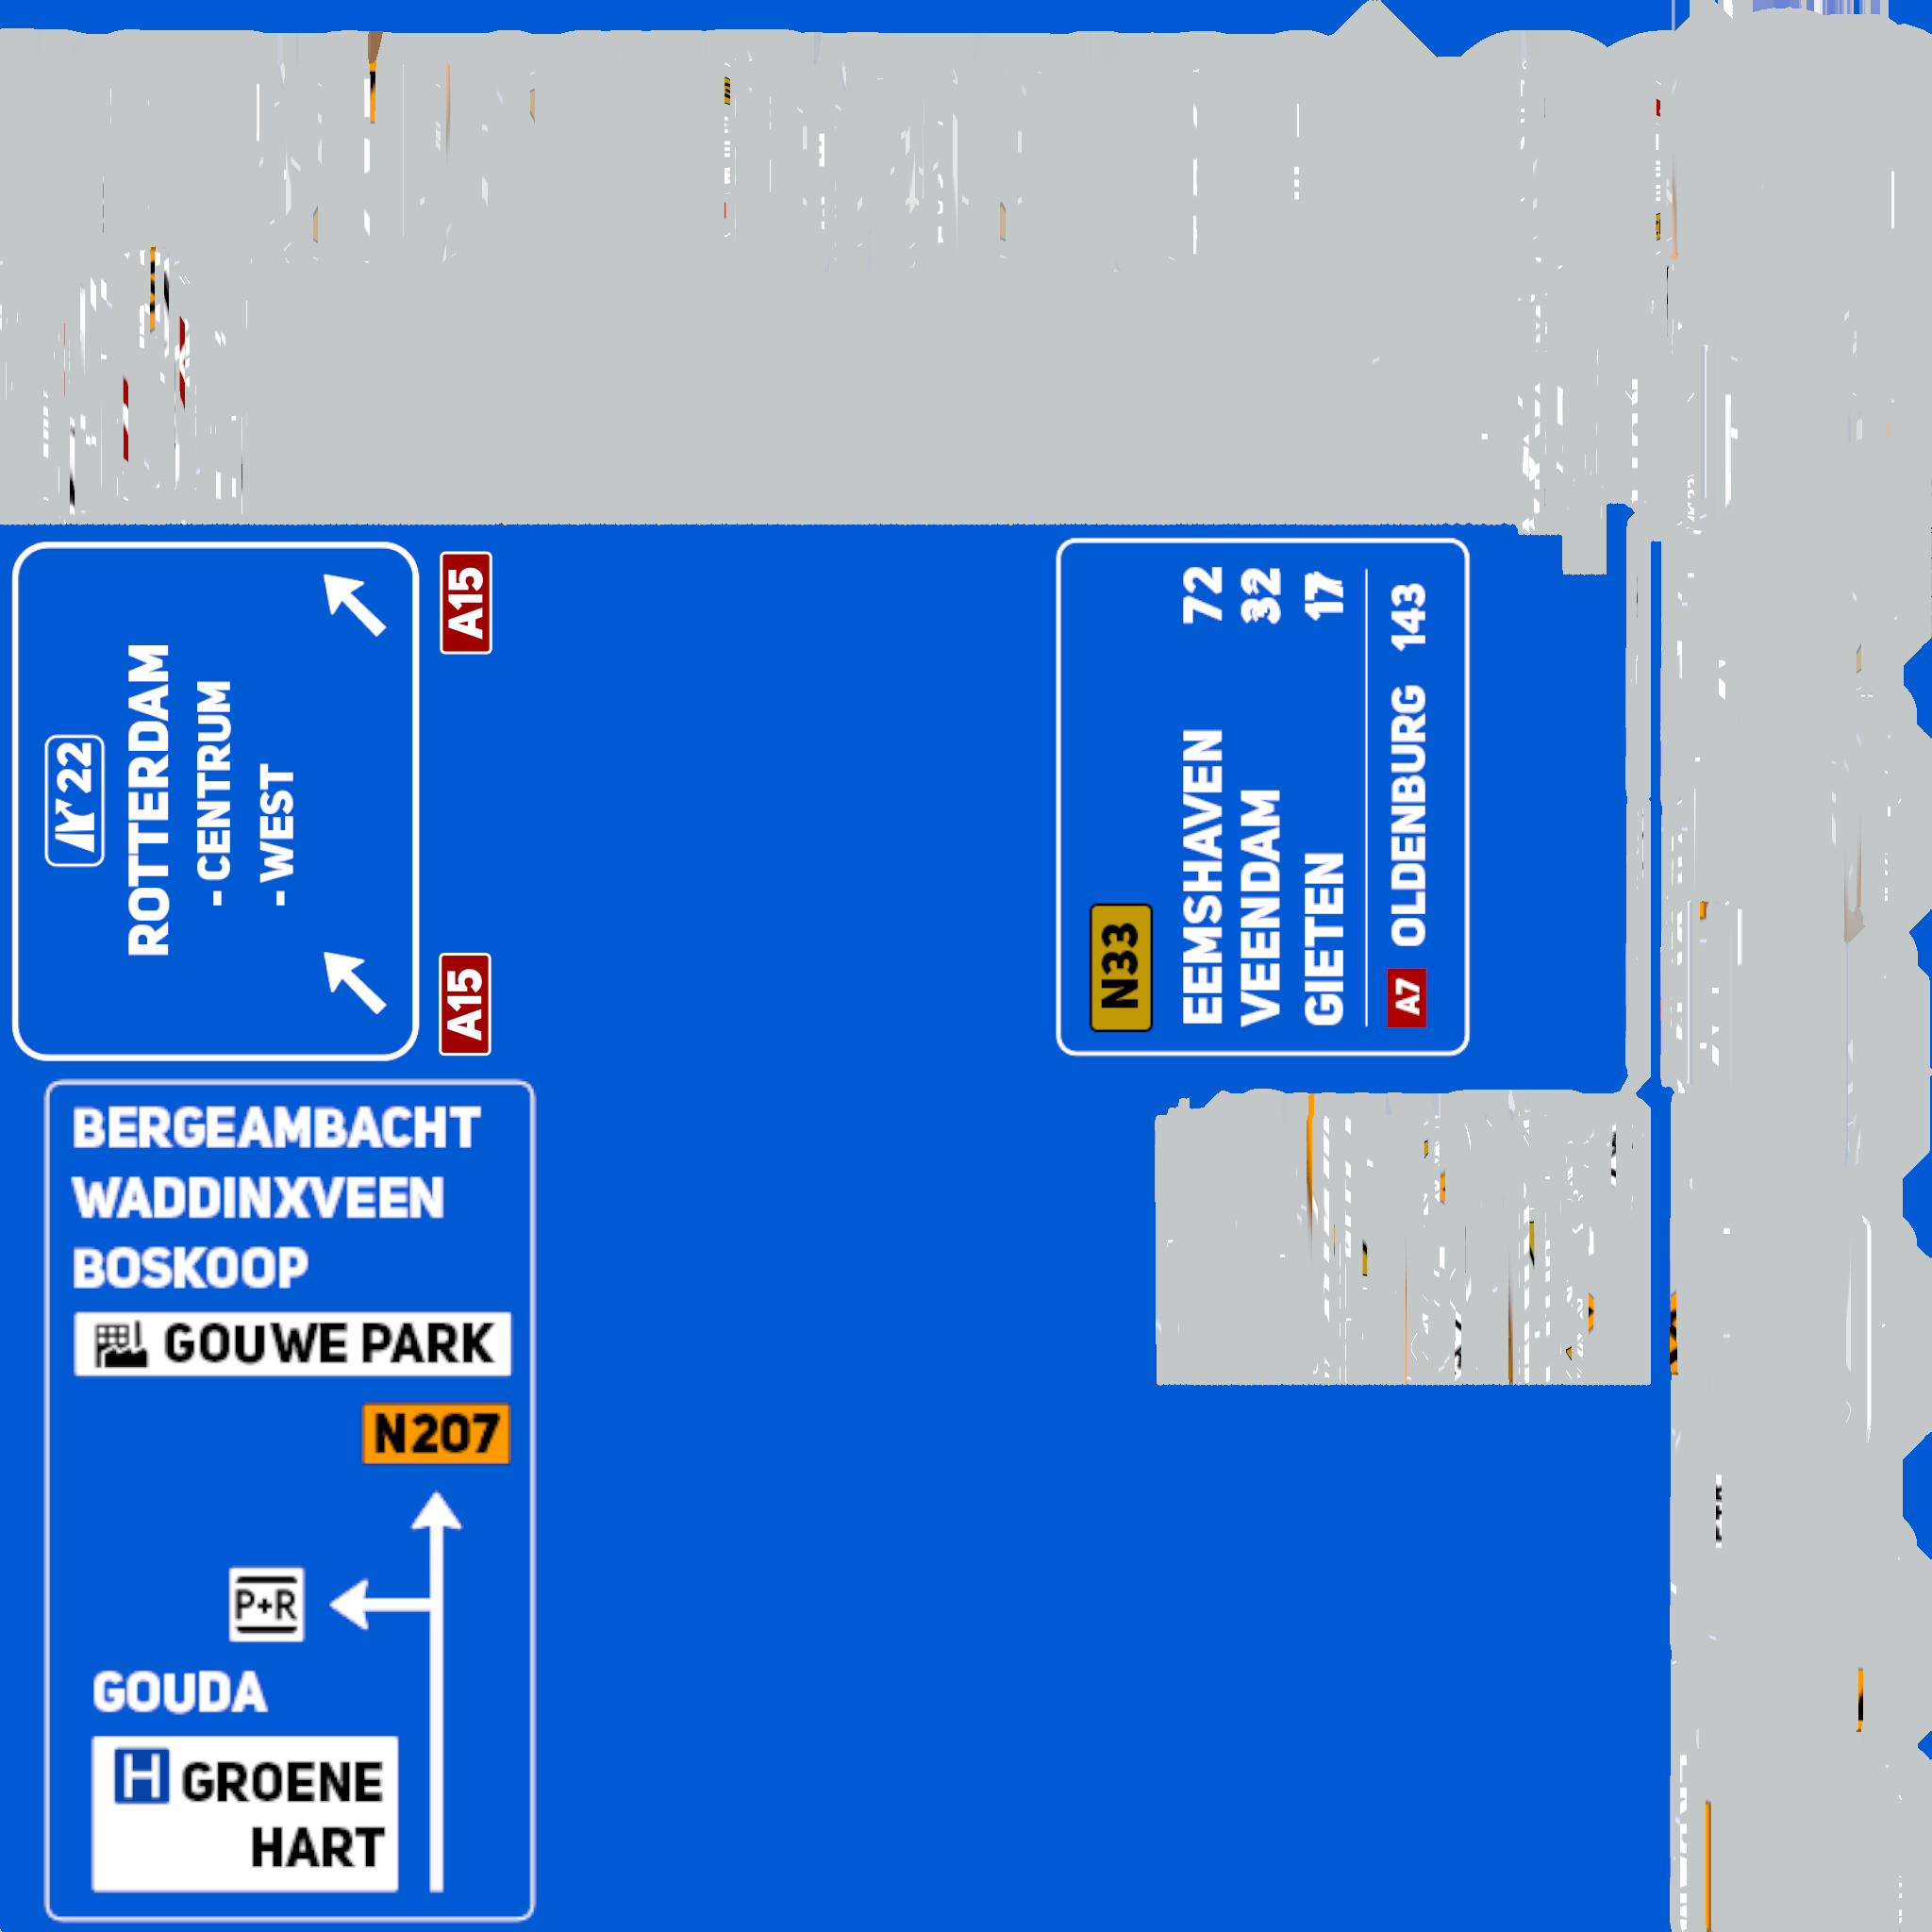 22
ROTTERDAM
- CENTRUM
- WEST
A15
A15
N33
EEMSHAVEN 72
VEENDAM 32
GIETEN 17
A7 OLDENBURG 143
BERGEAMBACHT
WADDINXVEEN
BOSKOOP
GOUWE PARK
N207
P+R
GOUDA
H GROENE
HART